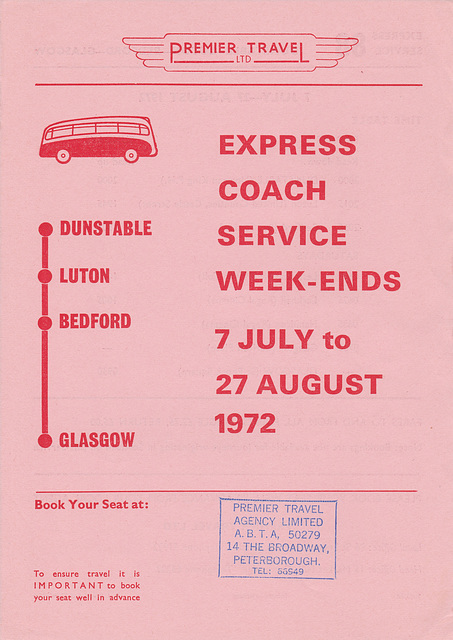 PREMIER TRAVEL
LTD
EXPRESS
COACH
SERVICE
WEEK-ENDS
7 JULY to
27 AUGUST
1972
DUNSTABLE
LUTON
BEDFORD
GLASGOW
Book Your Seat at:
PREMIER TRAVEL
AGENCY LIMITED
A.B.T.A. 50279
14 THE BROADWAY,
PETERBOROUGH.
To ensure travel it is
IMPORTANT to book
your seat well in advance